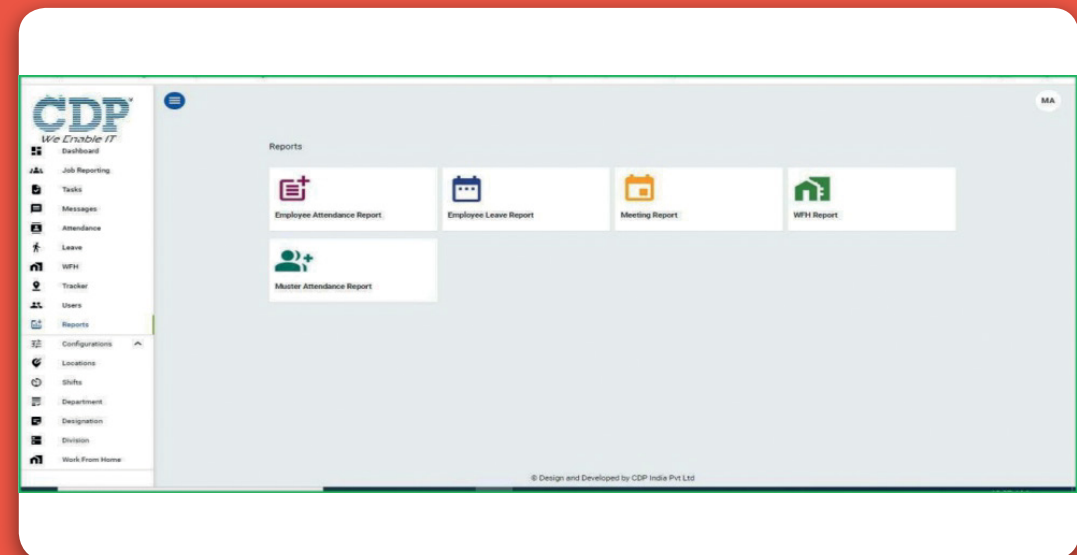 CDP
We Enable IT
MA
Dashboard
Job Reporting
Tasks
Messages
Attendance
Leave
WFH
Tracker
Users
Reports
Configurations
Locations
Shifts
Department
Designation
Division
Work From Home
Reports
Employee Attendance Report
Employee Leave Report
Meeting Report
WFH Report
Muster Attendance Report
© Design and Developed by CDP India Pvt Ltd